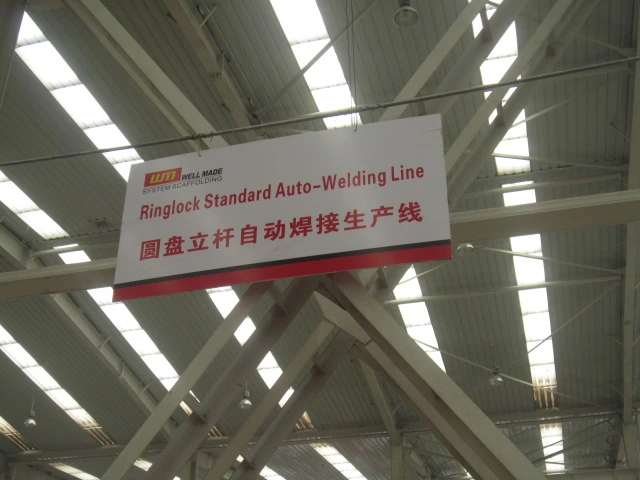 WM WELL MADE
SYSTEM SCAFFOLDING
Ringlock Standard Auto-Welding Line
圆盘立杆自动焊接生产线